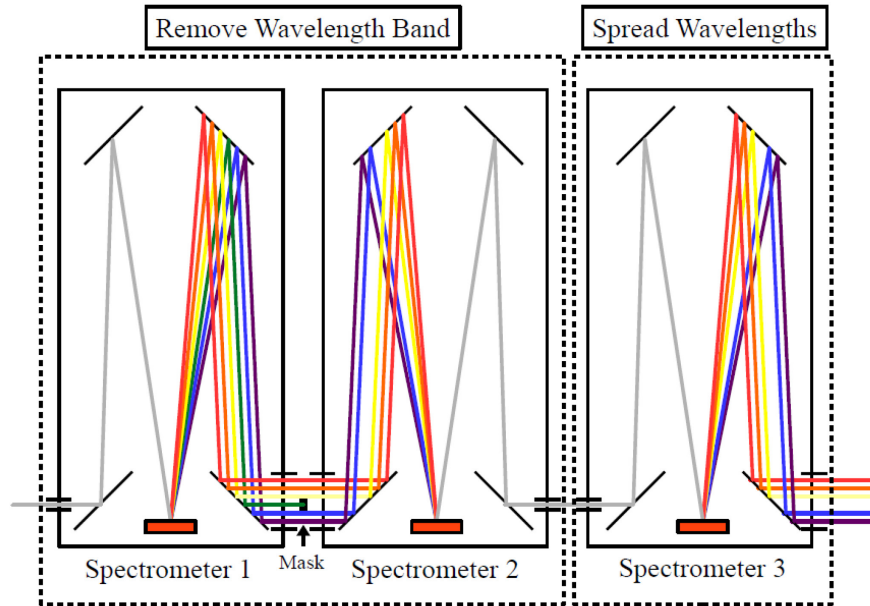 Remove Wavelength Band
Spread Wavelengths
Spectrometer 1
Mask
Spectrometer 2
Spectrometer 3